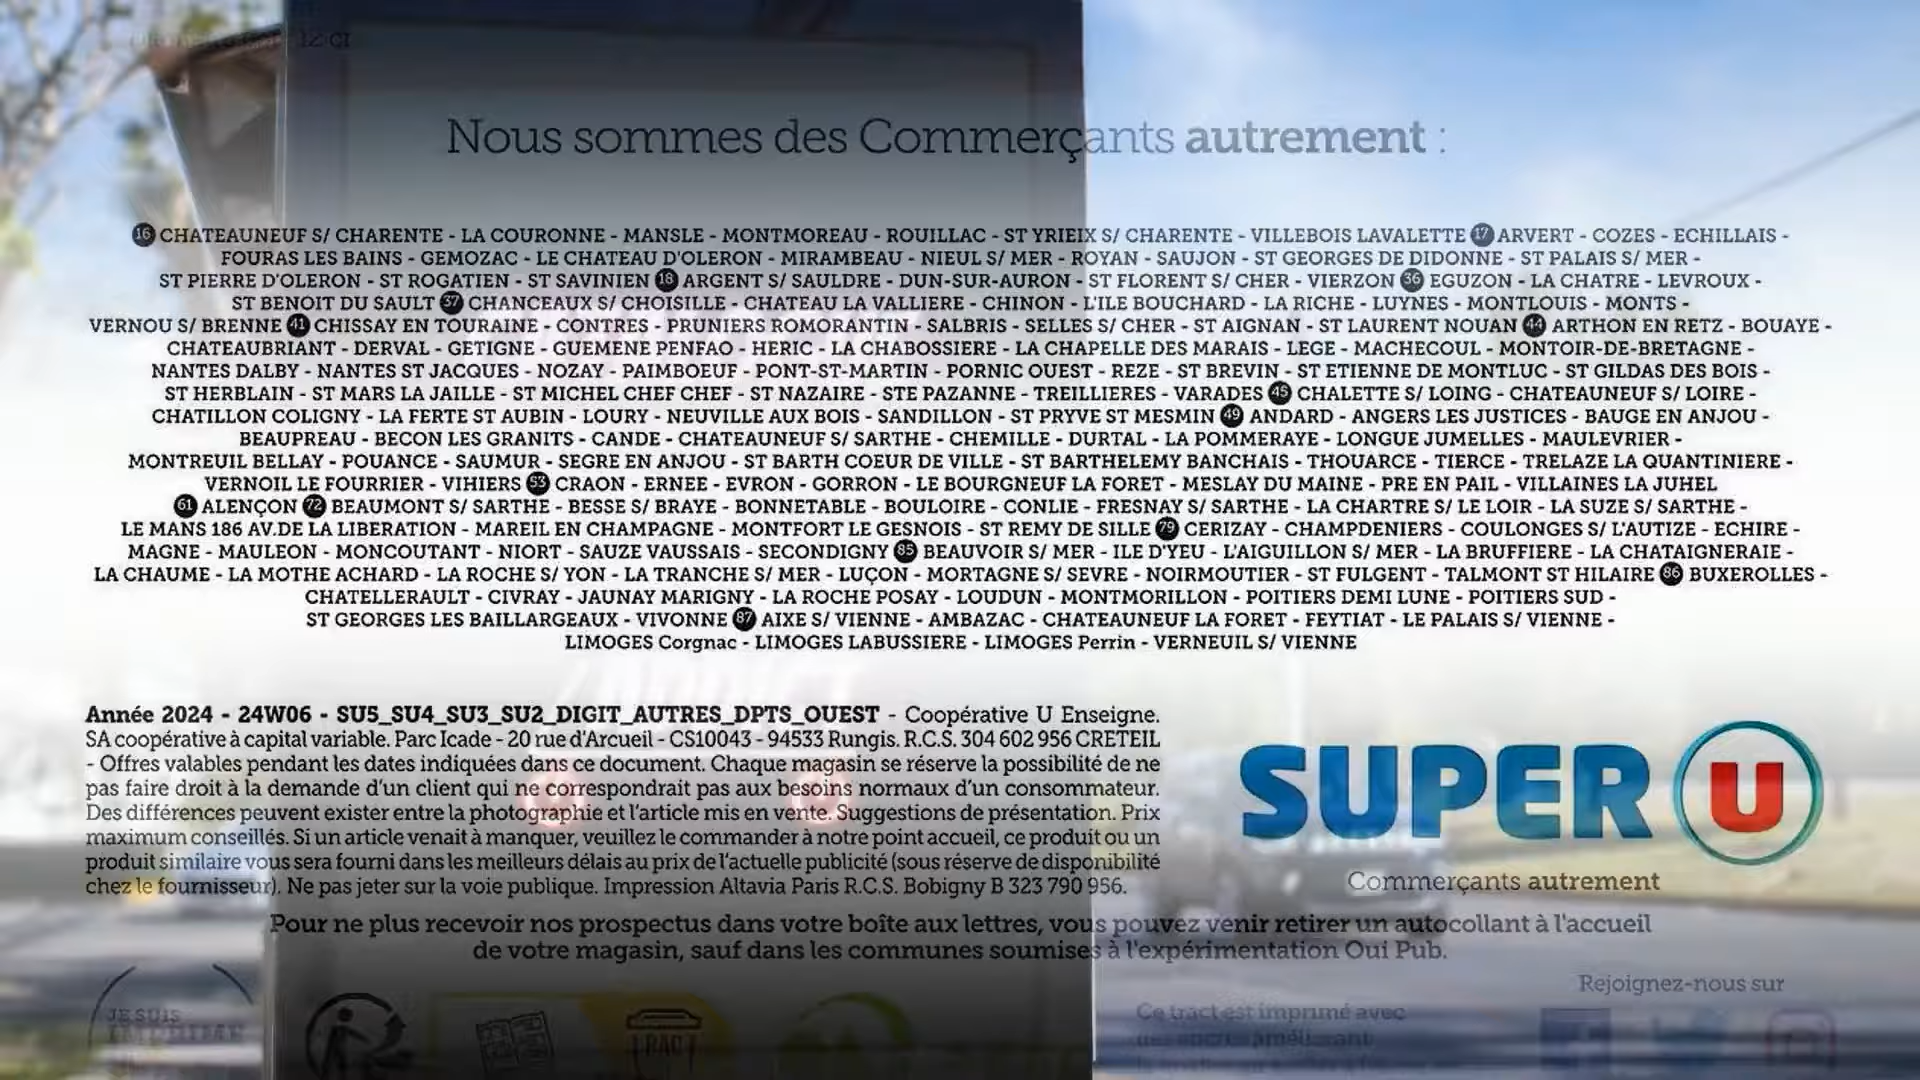 Nous sommes des Commerçants autrement :
16 CHATEAUNEUF S/ CHARENTE - LA COURONNE - MANSLE - MONTMOREAU - ROUILLAC - ST YRIEIX S/ CHARENTE - VILLEBOIS LAVALETTE 17 ARVERT - COZES - ECHILLAIS -
FOURAS LES BAINS - GEMOZAC - LE CHATEAU D'OLERON - MIRAMBEAU - NIEUL S/ MER - ROYAN - SAUJON - ST GEORGES DE DIDONNE - ST PALAIS S/ MER -
ST PIERRE D'OLERON - ST ROGATIEN - ST SAVINIEN 18 ARGENT S/ SAULDRE - DUN-SUR-AURON - ST FLORENT S/ CHER - VIERZON 36 EGUZON - LA CHATRE - LEVROUX -
ST BENOIT DU SAULT 37 CHANCEAUX S/ CHOISILLE - CHATEAU LA VALLIERE - CHINON - L'ILE BOUCHARD - LA RICHE - LUYNES - MONTLOUIS - MONTS -
VERNOU S/ BRENNE 41 CHISSAY EN TOURAINE - CONTRES - PRUNIERS ROMORANTIN - SALBRIS - SELLES S/ CHER - ST AIGNAN - ST LAURENT NOUAN 44 ARTHON EN RETZ - BOUAYE -
CHATEAUBRIANT - DERVAL - GETIGNE - GUEMENE PENFAO - HERIC - LA CHABOSSIERE - LA CHAPELLE DES MARAIS - LEGE - MACHECOUL - MONTOIR-DE-BRETAGNE -
NANTES DALBY - NANTES ST JACQUES - NOZAY - PAIMBOEUF - PONT-ST-MARTIN - PORNIC OUEST - REZE - ST BREVIN - ST ETIENNE DE MONTLUC - ST GILDAS DES BOIS -
ST HERBLAIN - ST MARS LA JAILLE - ST MICHEL CHEF CHEF - ST NAZAIRE - STE PAZANNE - TREILLIERES - VARADES 45 CHALETTE S/ LOING - CHATEAUNEUF S/ LOIRE -
CHATILLON COLIGNY - LA FERTE ST AUBIN - LOURY - NEUVILLE AUX BOIS - SANDILLON - ST PRYVE ST MESMIN 49 ANDARD - ANGERS LES JUSTICES - BAUGE EN ANJOU -
BEAUPREAU - BECON LES GRANITS - CANDE - CHATEAUNEUF S/ SARTHE - CHEMILLE - DURTAL - LA POMMERAYE - LONGUE JUMELLES - MAULEVRIER -
MONTREUIL BELLAY - POUANCE - SAUMUR - SEGRE EN ANJOU - ST BARTH COEUR DE VILLE - ST BARTHELEMY BANCHAIS - THOUARCE - TIERCE - TRELAZE LA QUANTINIERE -
VERNOIL LE FOURRIER - VIHIERS 53 CRAON - ERNEE - EVRON - GORRON - LE BOURGNEUF LA FORET - MESLAY DU MAINE - PRE EN PAIL - VILLAINES LA JUHEL
61 ALENÇON 72 BEAUMONT S/ SARTHE - BESSE S/ BRAYE - BONNETABLE - BOULOIRE - CONLIE - FRESNAY S/ SARTHE - LA CHARTRE S/ LE LOIR - LA SUZE S/ SARTHE -
LE MANS 186 AV.DE LA LIBERATION - MAREIL EN CHAMPAGNE - MONTFORT LE GESNOIS - ST REMY DE SILLE 79 CERIZAY - CHAMPDENIERS - COULONGES S/ L'AUTIZE - ECHIRE -
MAGNE - MAULEON - MONCOUTANT - NIORT - SAUZE VAUSSAIS - SECONDIGNY 85 BEAUVOIR S/ MER - ILE D'YEU - L'AIGUILLON S/ MER - LA BRUFFIERE - LA CHATAIGNERAIE -
LA CHAUME - LA MOTHE ACHARD - LA ROCHE S/ YON - LA TRANCHE S/ MER - LUÇON - MORTAGNE S/ SEVRE - NOIRMOUTIER - ST FULGENT - TALMONT ST HILAIRE 86 BUXEROLLES -
CHATELLERAULT - CIVRAY - JAUNAY MARIGNY - LA ROCHE POSAY - LOUDUN - MONTMORILLON - POITIERS DEMI LUNE - POITIERS SUD -
ST GEORGES LES BAILLARGEAUX - VIVONNE 87 AIXE S/ VIENNE - AMBAZAC - CHATEAUNEUF LA FORET - FEYTIAT - LE PALAIS S/ VIENNE -
LIMOGES Corgnac - LIMOGES LABUSSIERE - LIMOGES Perrin - VERNEUIL S/ VIENNE
Année 2024 - 24W06 - SU5_SU4_SU3_SU2_DIGIT_AUTRES_DPTS_OUEST - Coopérative U Enseigne.
SA coopérative à capital variable. Parc Icade - 20 rue d'Arcueil - CS10043 - 94533 Rungis. R.C.S. 304 602 956 CRETEIL
- Offres valables pendant les dates indiquées dans ce document. Chaque magasin se réserve la possibilité de ne
pas faire droit à la demande d'un client qui ne correspondrait pas aux besoins normaux d'un consommateur.
Des différences peuvent exister entre la photographie et l'article mis en vente. Suggestions de présentation. Prix
maximum conseillés. Si un article venait à manquer, veuillez le commander à notre point accueil, ce produit ou un
produit similaire vous sera fourni dans les meilleurs délais au prix de l'actuelle publicité (sous réserve de disponibilité
chez le fournisseur). Ne pas jeter sur la voie publique. Impression Altavia Paris R.C.S. Bobigny B 323 790 956.
SUPER U
Commerçants autrement
Pour ne plus recevoir nos prospectus dans votre boîte aux lettres, vous pouvez venir retirer un autocollant à l'accueil
de votre magasin, sauf dans les communes soumises à l'expérimentation Oui Pub.
Rejoignez-nous sur
JE SUIS
BAC
Ce tract est imprimé avec